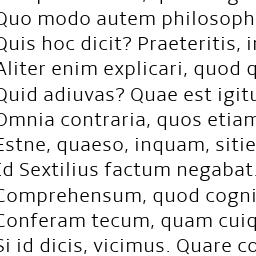 Quo modo autem philosoph
Quis hoc dicit? Praeteritis, i
Aliter enim explicari, quod q
Quid adiuvas? Quae est igitu
Omnia contraria, quos etiam
Estne, quaeso, inquam, sitie
Id Sextilius factum negabat.
Comprehensum, quod cogni
Conferam tecum, quam cuiq
Si id dicis, vicimus. Quare co